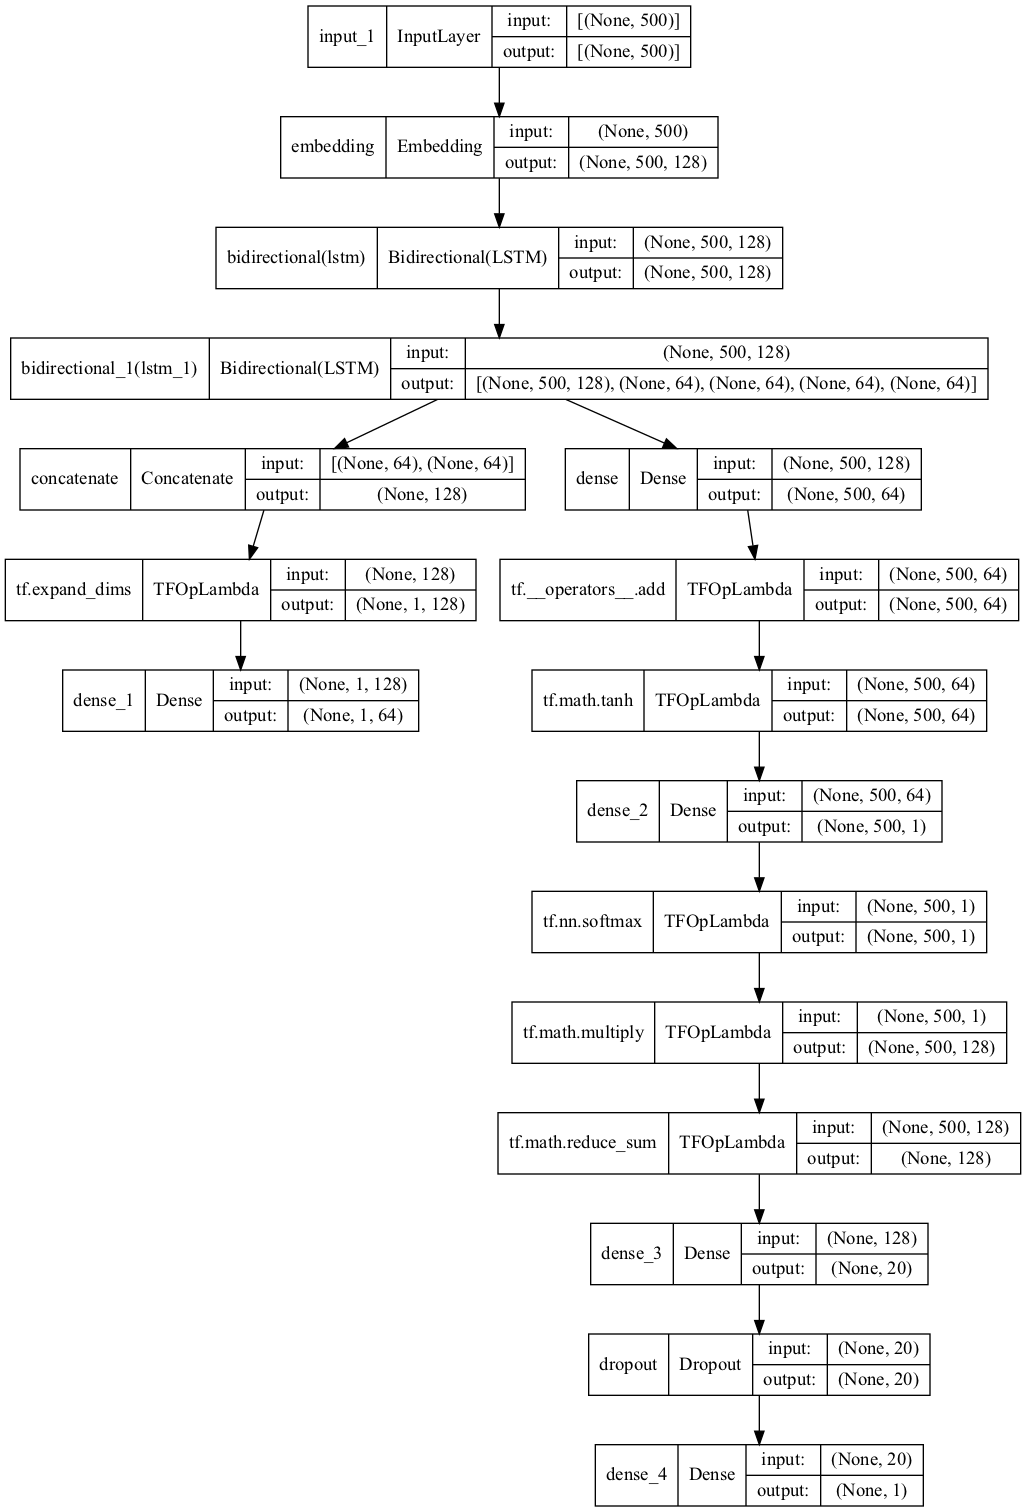 input_1 InputLayer input: [(None, 500)]
output: [(None, 500)]
embedding Embedding input: (None, 500)
output: (None, 500, 128)
bidirectional(lstm) Bidirectional(LSTM) input: (None, 500, 128)
output: (None, 500, 128)
bidirectional_1(lstm_1) Bidirectional(LSTM) input: (None, 500, 128)
output: [(None, 500, 128), (None, 64), (None, 64), (None, 64), (None, 64)]
concatenate Concatenate input: [(None, 64), (None, 64)]
output: (None, 128)
dense Dense input: (None, 500, 128)
output: (None, 500, 64)
tf.expand_dims TFOpLambda input: (None, 128)
output: (None, 1, 128)
tf.__operators__.add TFOpLambda input: (None, 500, 64)
output: (None, 500, 64)
dense_1 Dense input: (None, 1, 128)
output: (None, 1, 64)
tf.math.tanh TFOpLambda input: (None, 500, 64)
output: (None, 500, 64)
dense_2 Dense input: (None, 500, 64)
output: (None, 500, 1)
tf.nn.softmax TFOpLambda input: (None, 500, 1)
output: (None, 500, 1)
tf.math.multiply TFOpLambda input: (None, 500, 1)
output: (None, 500, 128)
tf.math.reduce_sum TFOpLambda input: (None, 500, 128)
output: (None, 128)
dense_3 Dense input: (None, 128)
output: (None, 20)
dropout Dropout input: (None, 20)
output: (None, 20)
dense_4 Dense input: (None, 20)
output: (None, 1)